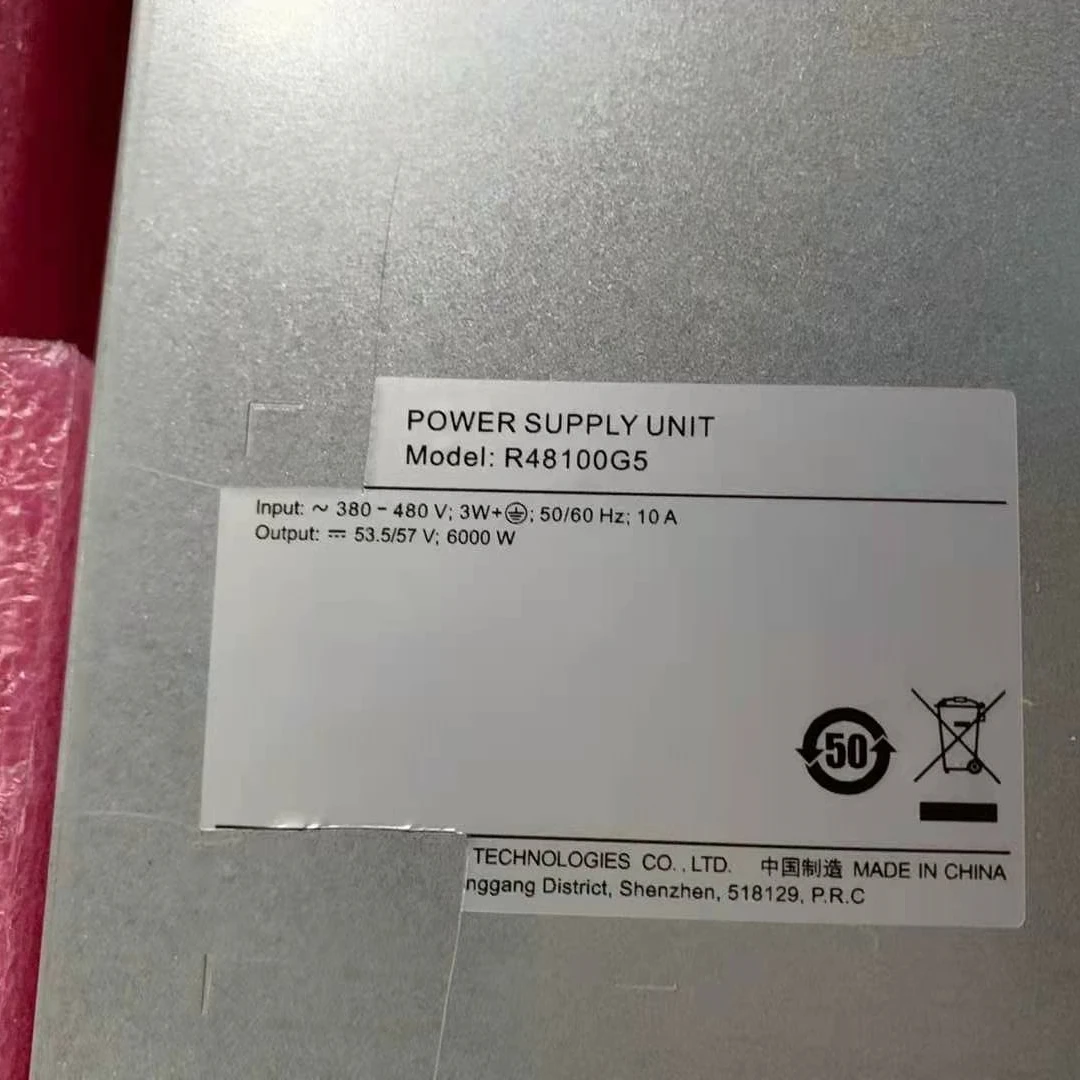 POWER SUPPLY UNIT
Model: R48100G5
Input: ~ 380 - 480 V; 3W+⏚; 50/60 Hz; 10 A
Output: ⎓ 53.5/57 V; 6000 W
50
TECHNOLOGIES CO.,LTD. 中国制造 MADE IN CHINA
nggang District, Shenzhen, 518129, P.R.C